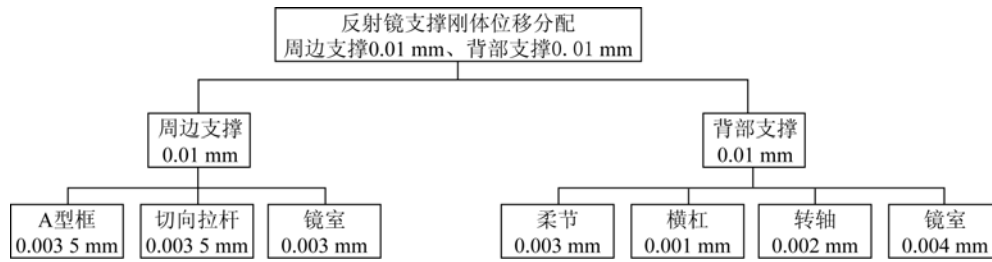 反射镜支撑刚体位移分配
周边支撑0.01 mm、背部支撑0.01 mm
周边支撑
0.01 mm
背部支撑
0.01 mm
A型框
0.003 5 mm
切向拉杆
0.003 5 mm
镜室
0.003 mm
柔节
0.003 mm
横杠
0.001 mm
转轴
0.002 mm
镜室
0.004 mm